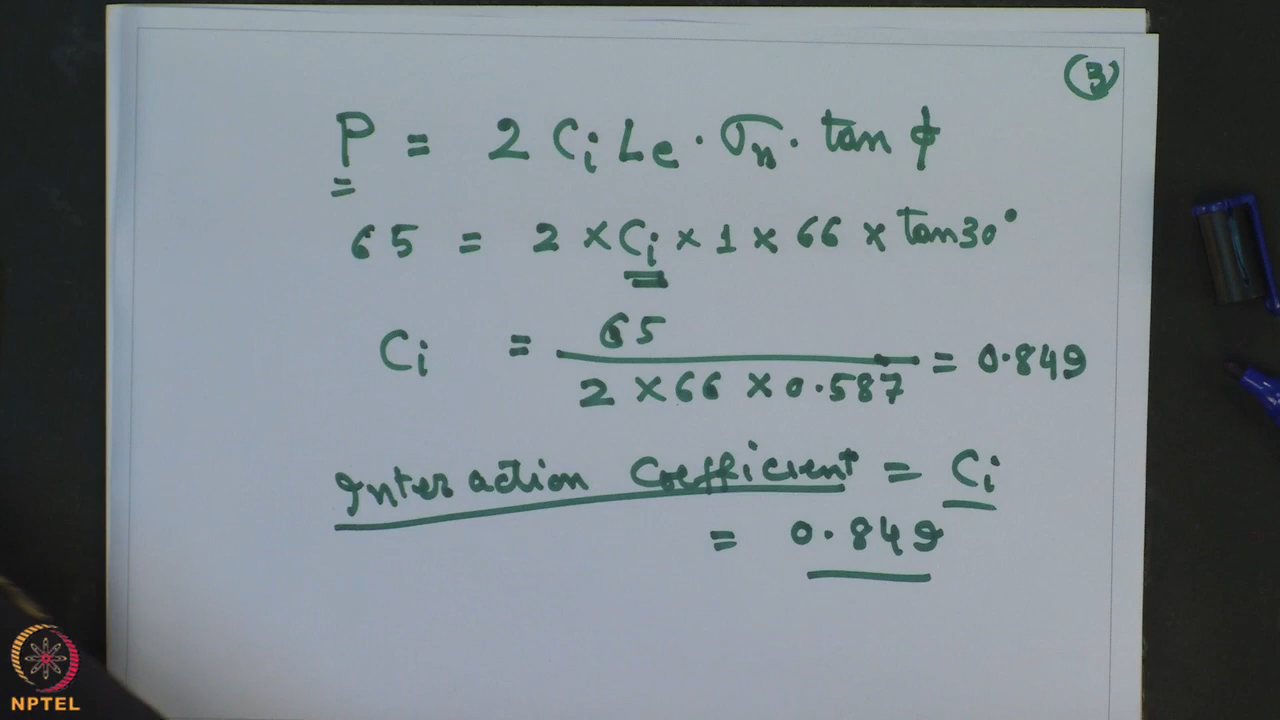 (3)
P = 2 Ci Le · σn · tan φ
65 = 2 × Ci × 1 × 66 × tan30°
Ci = 65 / 2 × 66 × 0.587 = 0.849
Interaction Coefficient = Ci
= 0.849
NPTEL